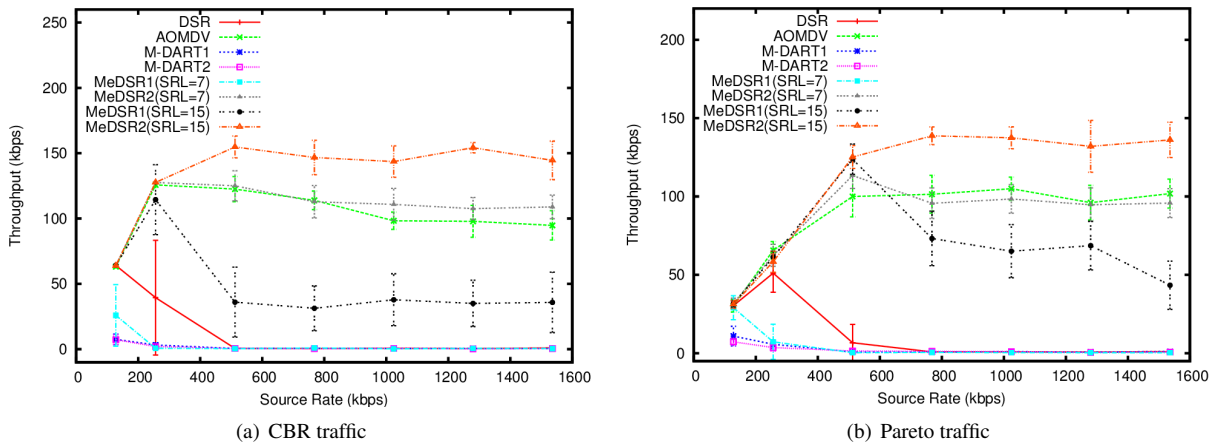 DSR
AOMDV
M-DART1
M-DART2
MeDSR1(SRL=7)
MeDSR2(SRL=7)
MeDSR1(SRL=15)
MeDSR2(SRL=15)
Throughput (kbps)
250
200
150
100
50
0
0 200 400 600 800 1000 1200 1400 1600
Source Rate (kbps)
(a) CBR traffic
DSR
AOMDV
M-DART1
M-DART2
MeDSR1(SRL=7)
MeDSR2(SRL=7)
MeDSR1(SRL=15)
MeDSR2(SRL=15)
Throughput (kbps)
200
150
100
50
0
0 200 400 600 800 1000 1200 1400 1600
Source Rate (kbps)
(b) Pareto traffic